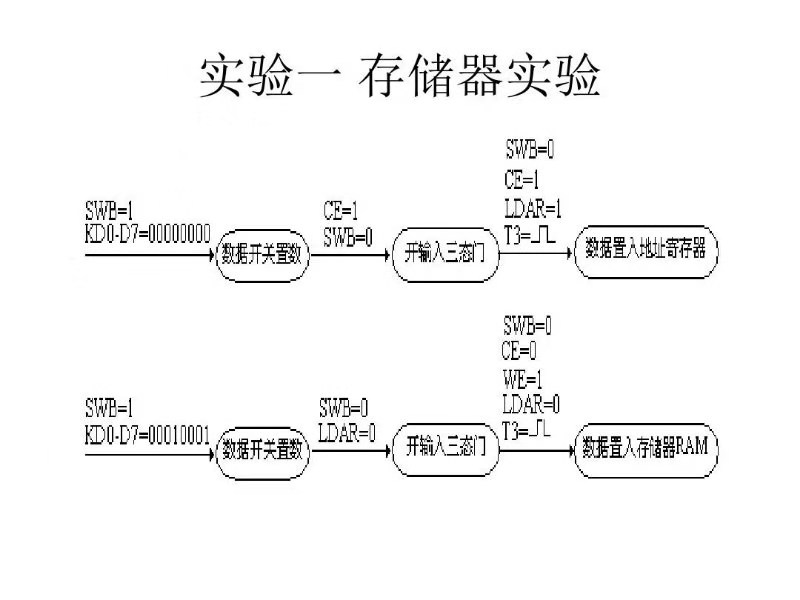 实验一 存储器实验
SWB=0
CE=1
LDAR=1
T3=
SWB=1
KD0-D7=00000000
CE=1
SWB=0
数据开关置数
开输入三态门
数据置入地址寄存器
SWB=0
CE=0
WE=1
LDAR=0
T3=
SWB=1
KD0-D7=00010001
SWB=0
LDAR=0
数据开关置数
开输入三态门
数据置入存储器RAM